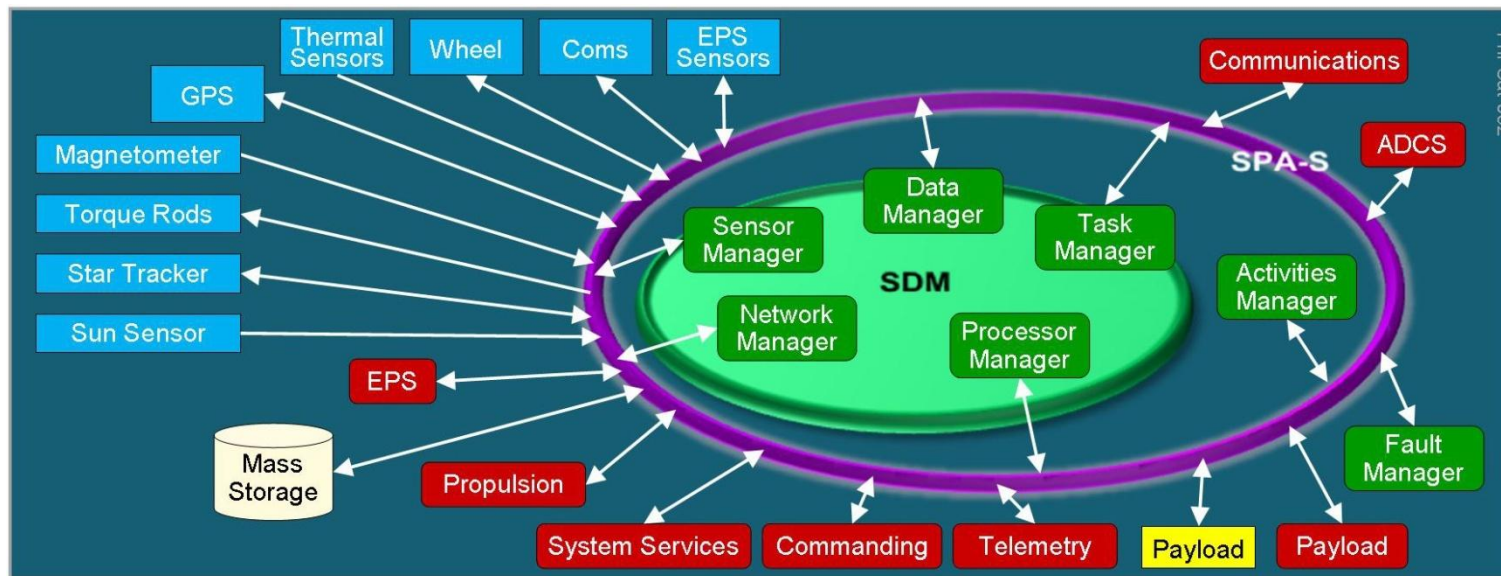 Thermal
Sensors
Wheel
Coms
EPS
Sensors
Communications
GPS
ADCS
SPA-S
Magnetometer
Data
Manager
Torque Rods
Sensor
Manager
Task
Manager
Star Tracker
SDM
Activities
Manager
Sun Sensor
Network
Manager
Processor
Manager
EPS
Mass
Storage
Propulsion
Fault
Manager
System Services
Commanding
Telemetry
Payload
Payload